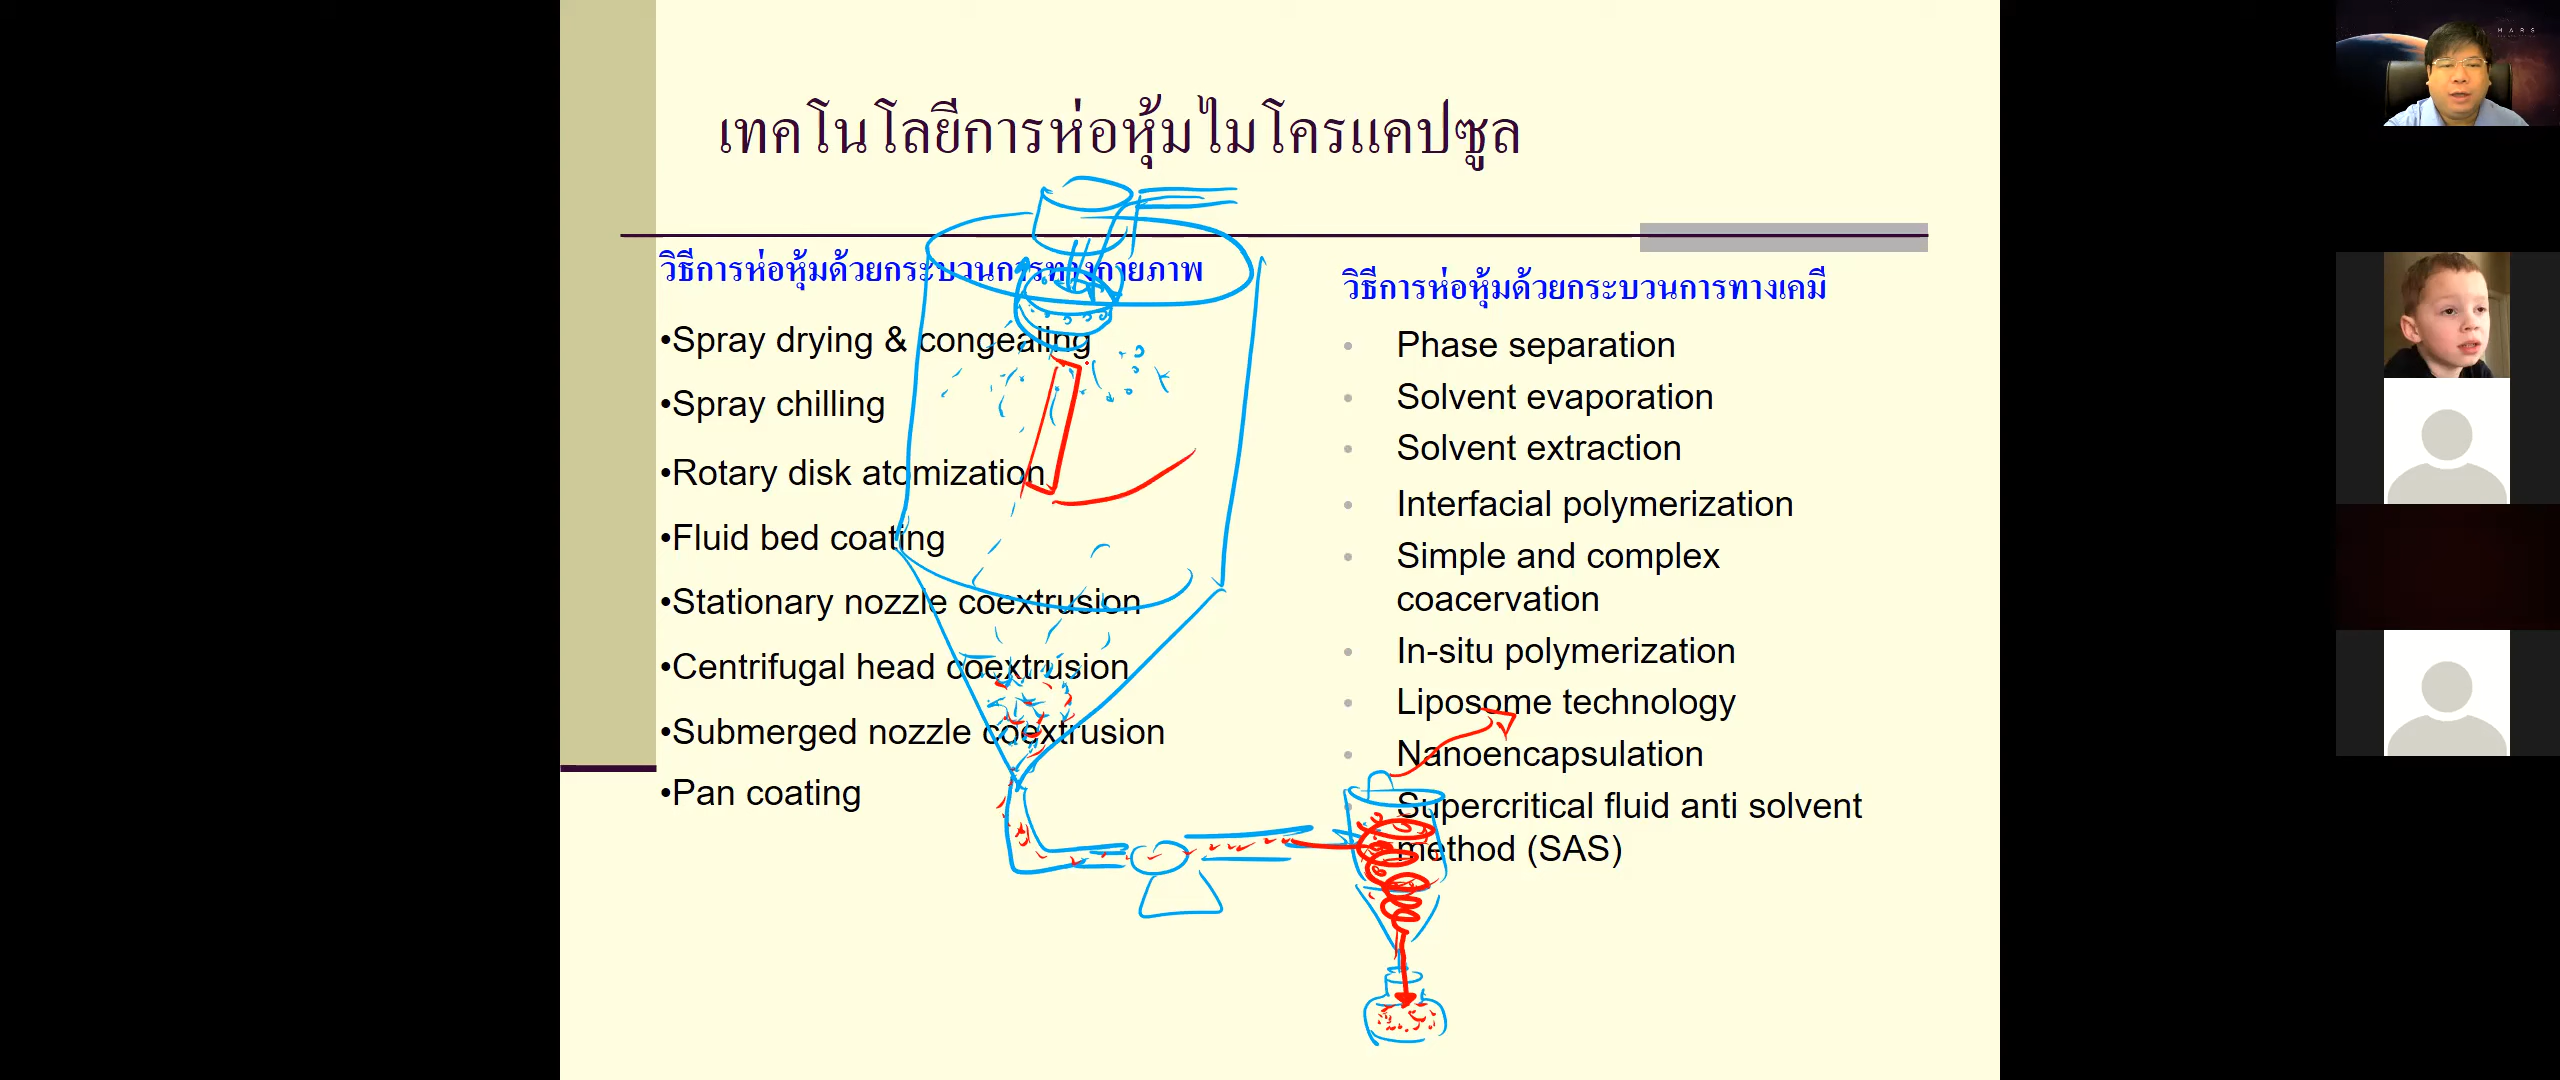 เทคโนโลยีการห่อหุ้มไมโครแคปซูล
วิธีการห่อหุ้มด้วยกระบวนการทางกายภาพ
•Spray drying & congealing
•Spray chilling
•Rotary disk atomization
•Fluid bed coating
•Stationary nozzle coextrusion
•Centrifugal head coextrusion
•Submerged nozzle coextrusion
•Pan coating
วิธีการห่อหุ้มด้วยกระบวนการทางเคมี
• Phase separation
• Solvent evaporation
• Solvent extraction
• Interfacial polymerization
• Simple and complex
coacervation
• In-situ polymerization
• Liposome technology
• Nanoencapsulation
• Supercritical fluid anti solvent
method (SAS)
MARS